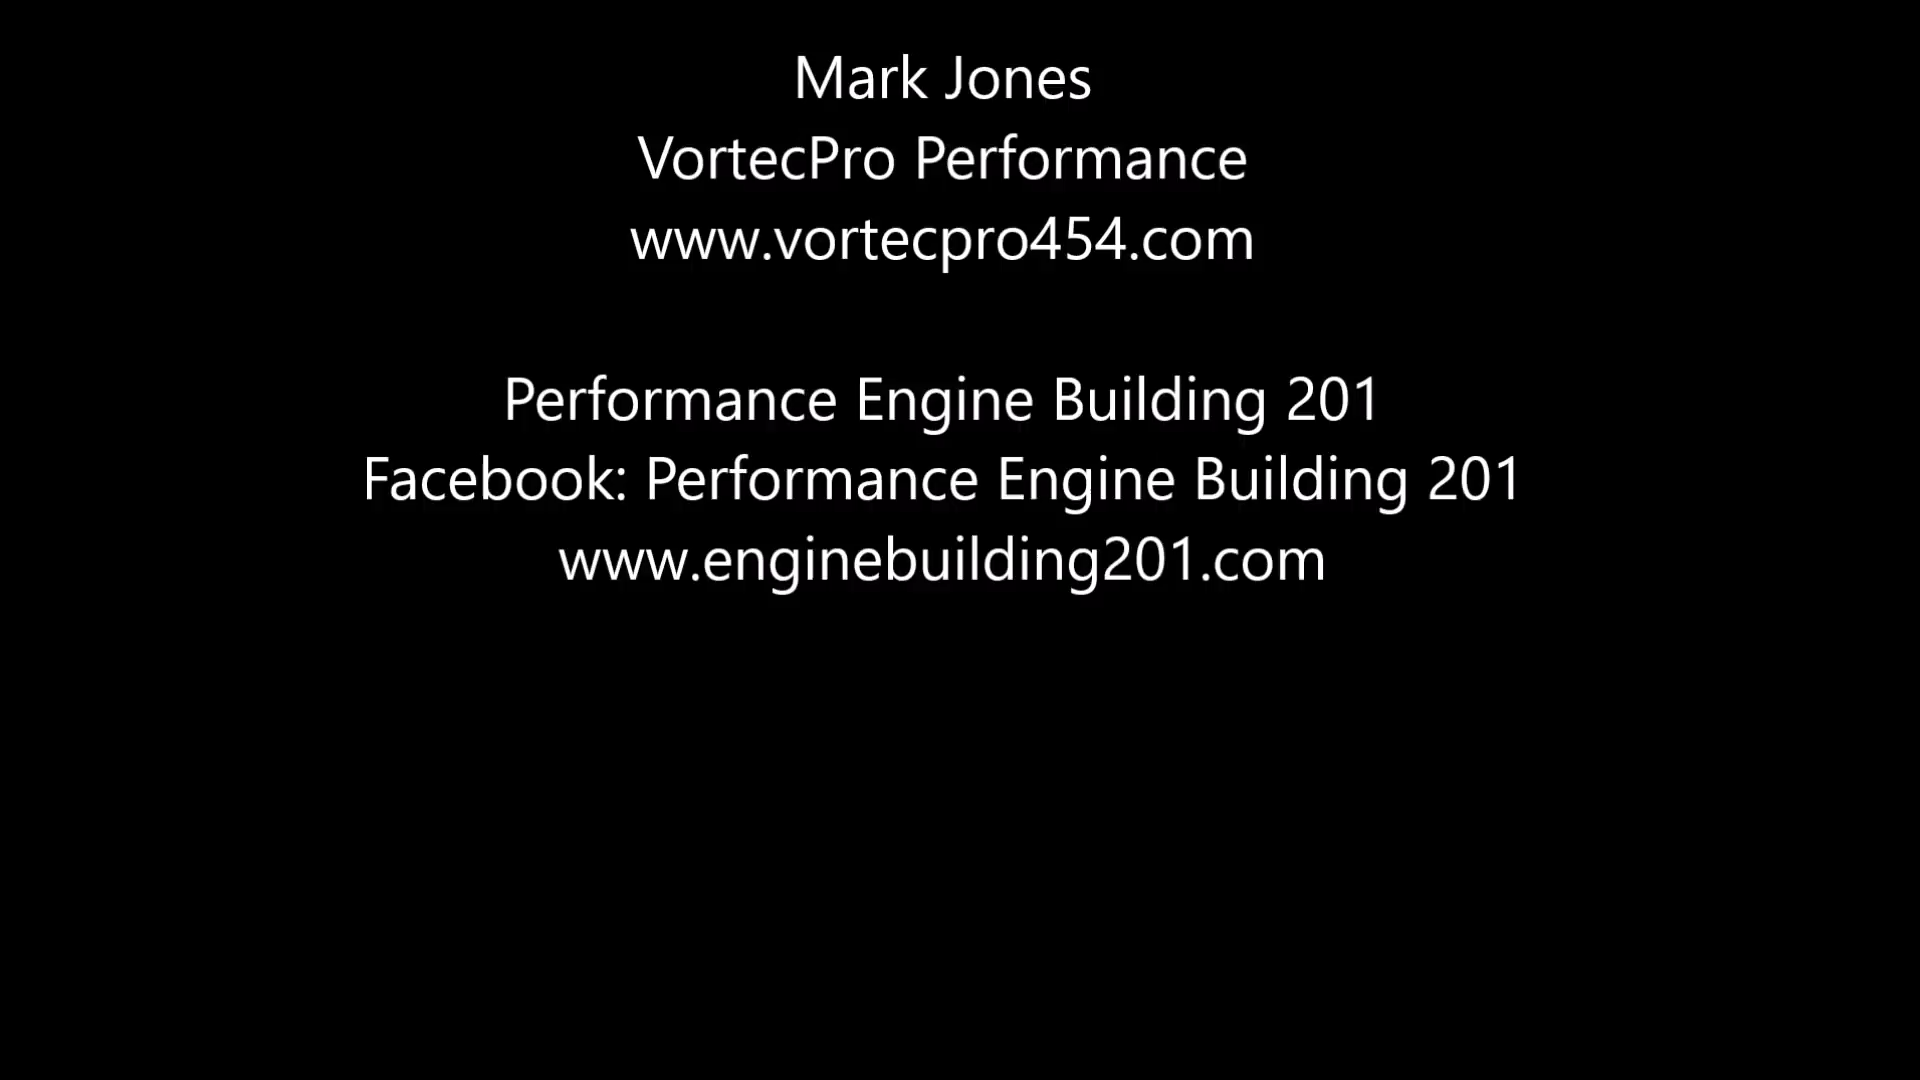 Mark Jones
VortecPro Performance
www.vortecpro454.com
Performance Engine Building 201
Facebook: Performance Engine Building 201
www.enginebuilding201.com